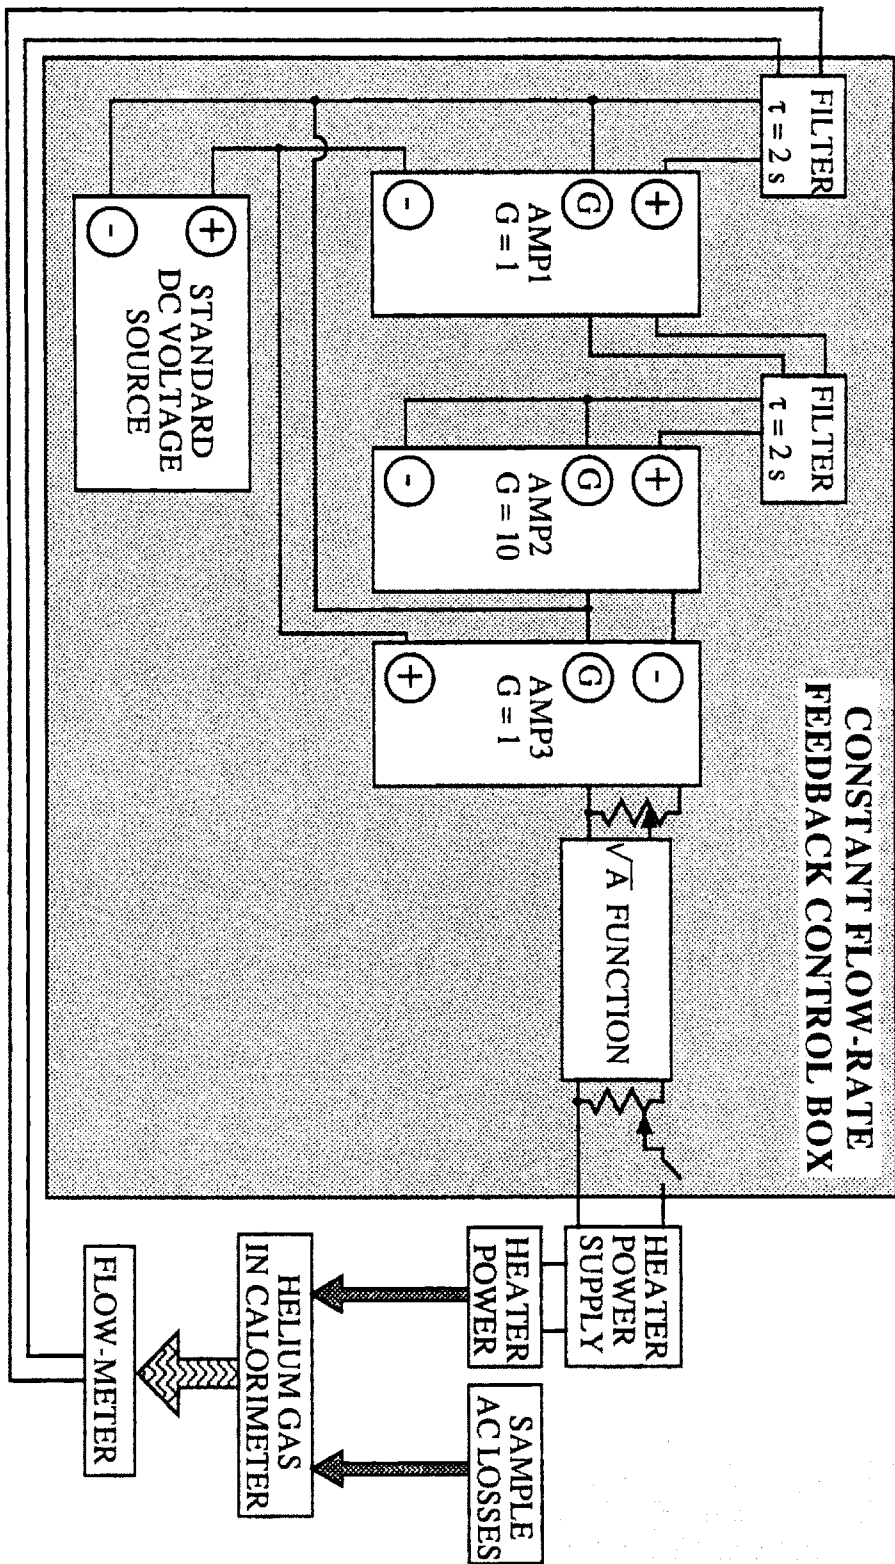 CONSTANT FLOW-RATE
FEEDBACK CONTROL BOX
FILTER
τ = 2 s
FILTER
τ = 2 s
+
G
-
AMP1
G = 1
+
G
-
AMP2
G = 10
-
G
+
AMP3
G = 1
√A FUNCTION
+
-
STANDARD
DC VOLTAGE
SOURCE
HEATER
POWER
SUPPLY
HEATER
POWER
SAMPLE
AC LOSSES
HELIUM GAS
IN CALORIMETER
FLOW-METER